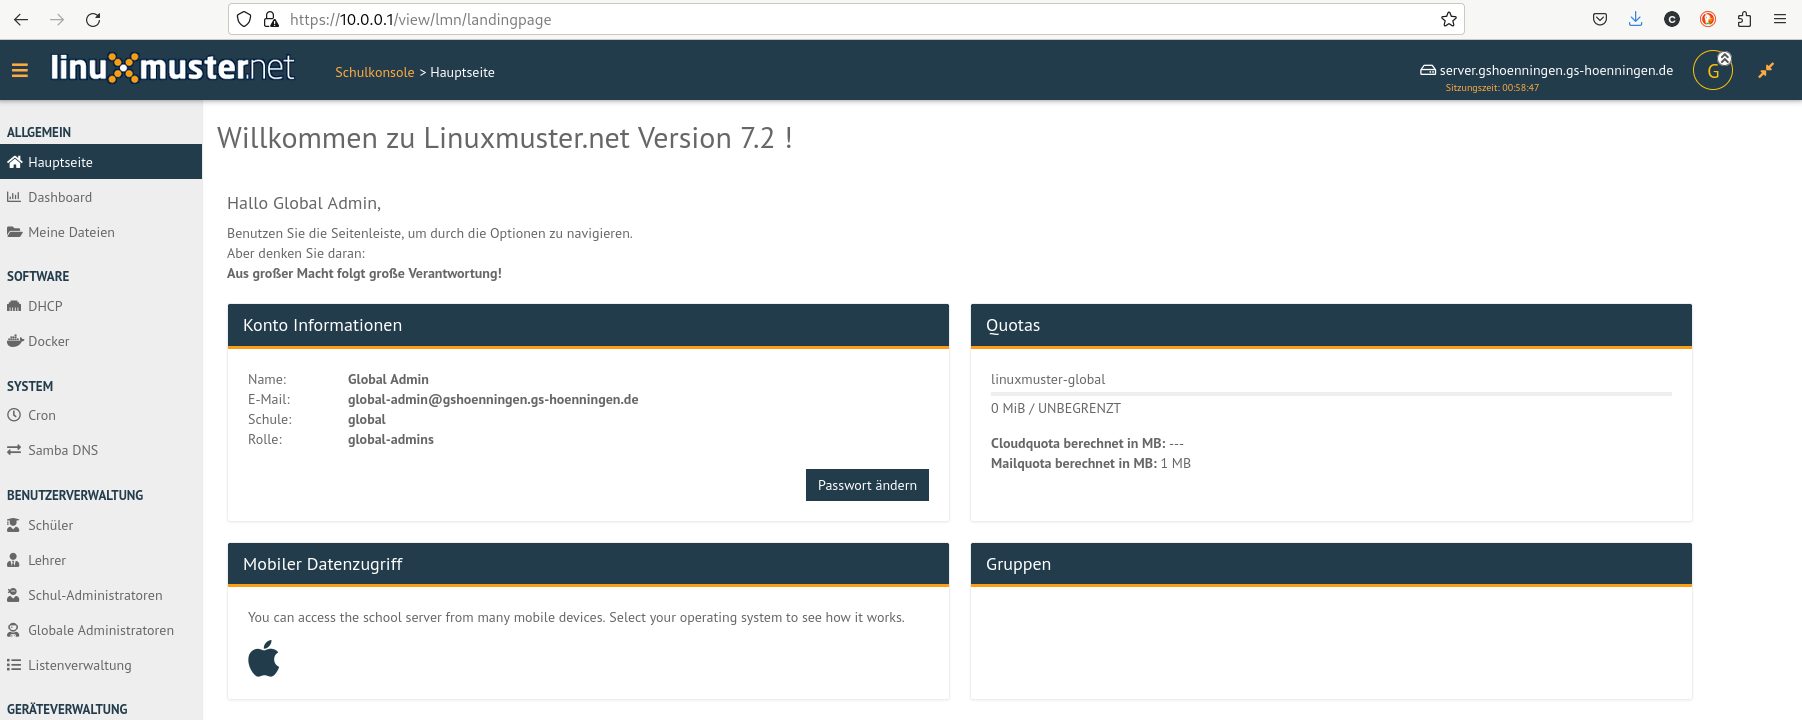 https://10.0.0.1/view/lmn/landingpage
linuxmuster.net
Schulkonsole > Hauptseite
server.gshoenningen.gs-hoenningen.de
Sitzungszeit: 00:58:47
G
ALLGEMEIN
Hauptseite
Dashboard
Meine Dateien
SOFTWARE
DHCP
Docker
SYSTEM
Cron
Samba DNS
BENUTZERVERWALTUNG
Schüler
Lehrer
Schul-Administratoren
Globale Administratoren
Listenverwaltung
GERÄTEVERWALTUNG
Willkommen zu Linuxmuster.net Version 7.2 !
Hallo Global Admin,
Benutzen Sie die Seitenleiste, um durch die Optionen zu navigieren.
Aber denken Sie daran:
Aus großer Macht folgt große Verantwortung!
Konto Informationen
Name: Global Admin
E-Mail: global-admin@gshoenningen.gs-hoenningen.de
Schule: global
Rolle: global-admins
Passwort ändern
Quotas
linuxmuster-global
0 MiB / UNBEGRENZT
Cloudquota berechnet in MB: ---
Mailquota berechnet in MB: 1 MB
Mobiler Datenzugriff
You can access the school server from many mobile devices. Select your operating system to see how it works.
Gruppen